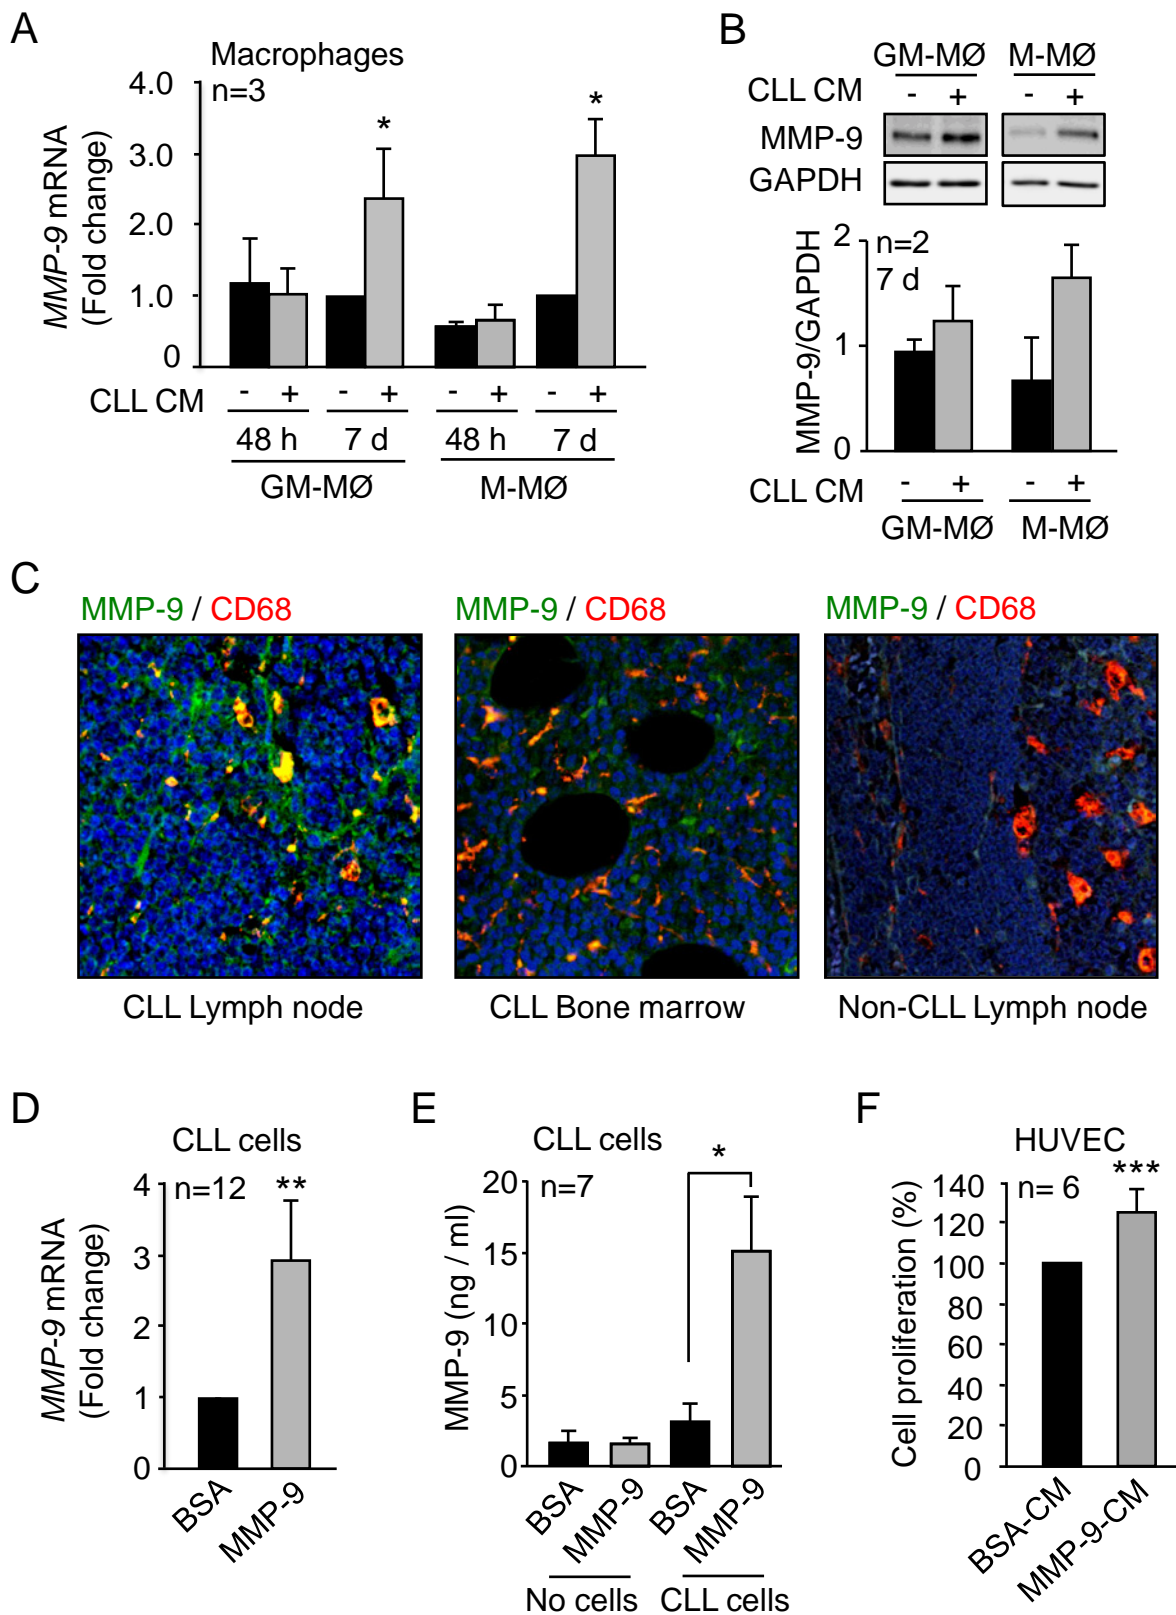 A
Macrophages
n=3
MMP-9 mRNA
(Fold change)
4.0
3.0
2.0
1.0
0
*
*
CLL CM
- + - + - + - +
48 h 7 d 48 h 7 d
GM-MØ M-MØ
B
GM-MØ M-MØ
CLL CM - + - +
MMP-9
GAPDH
MMP-9/GAPDH
2
1
0
n=2
7 d
CLL CM - + - +
GM-MØ M-MØ
C
MMP-9 / CD68
MMP-9 / CD68
MMP-9 / CD68
CLL Lymph node
CLL Bone marrow
Non-CLL Lymph node
D
CLL cells
n=12
**
MMP-9 mRNA
(Fold change)
4
3
2
1
0
BSA
MMP-9
E
CLL cells
n=7
*
MMP-9 (ng / ml)
20
15
10
5
0
BSA
MMP-9
BSA
MMP-9
No cells
CLL cells
F
HUVEC
n= 6
***
Cell proliferation (%)
140
120
100
80
60
40
20
0
BSA-CM
MMP-9-CM